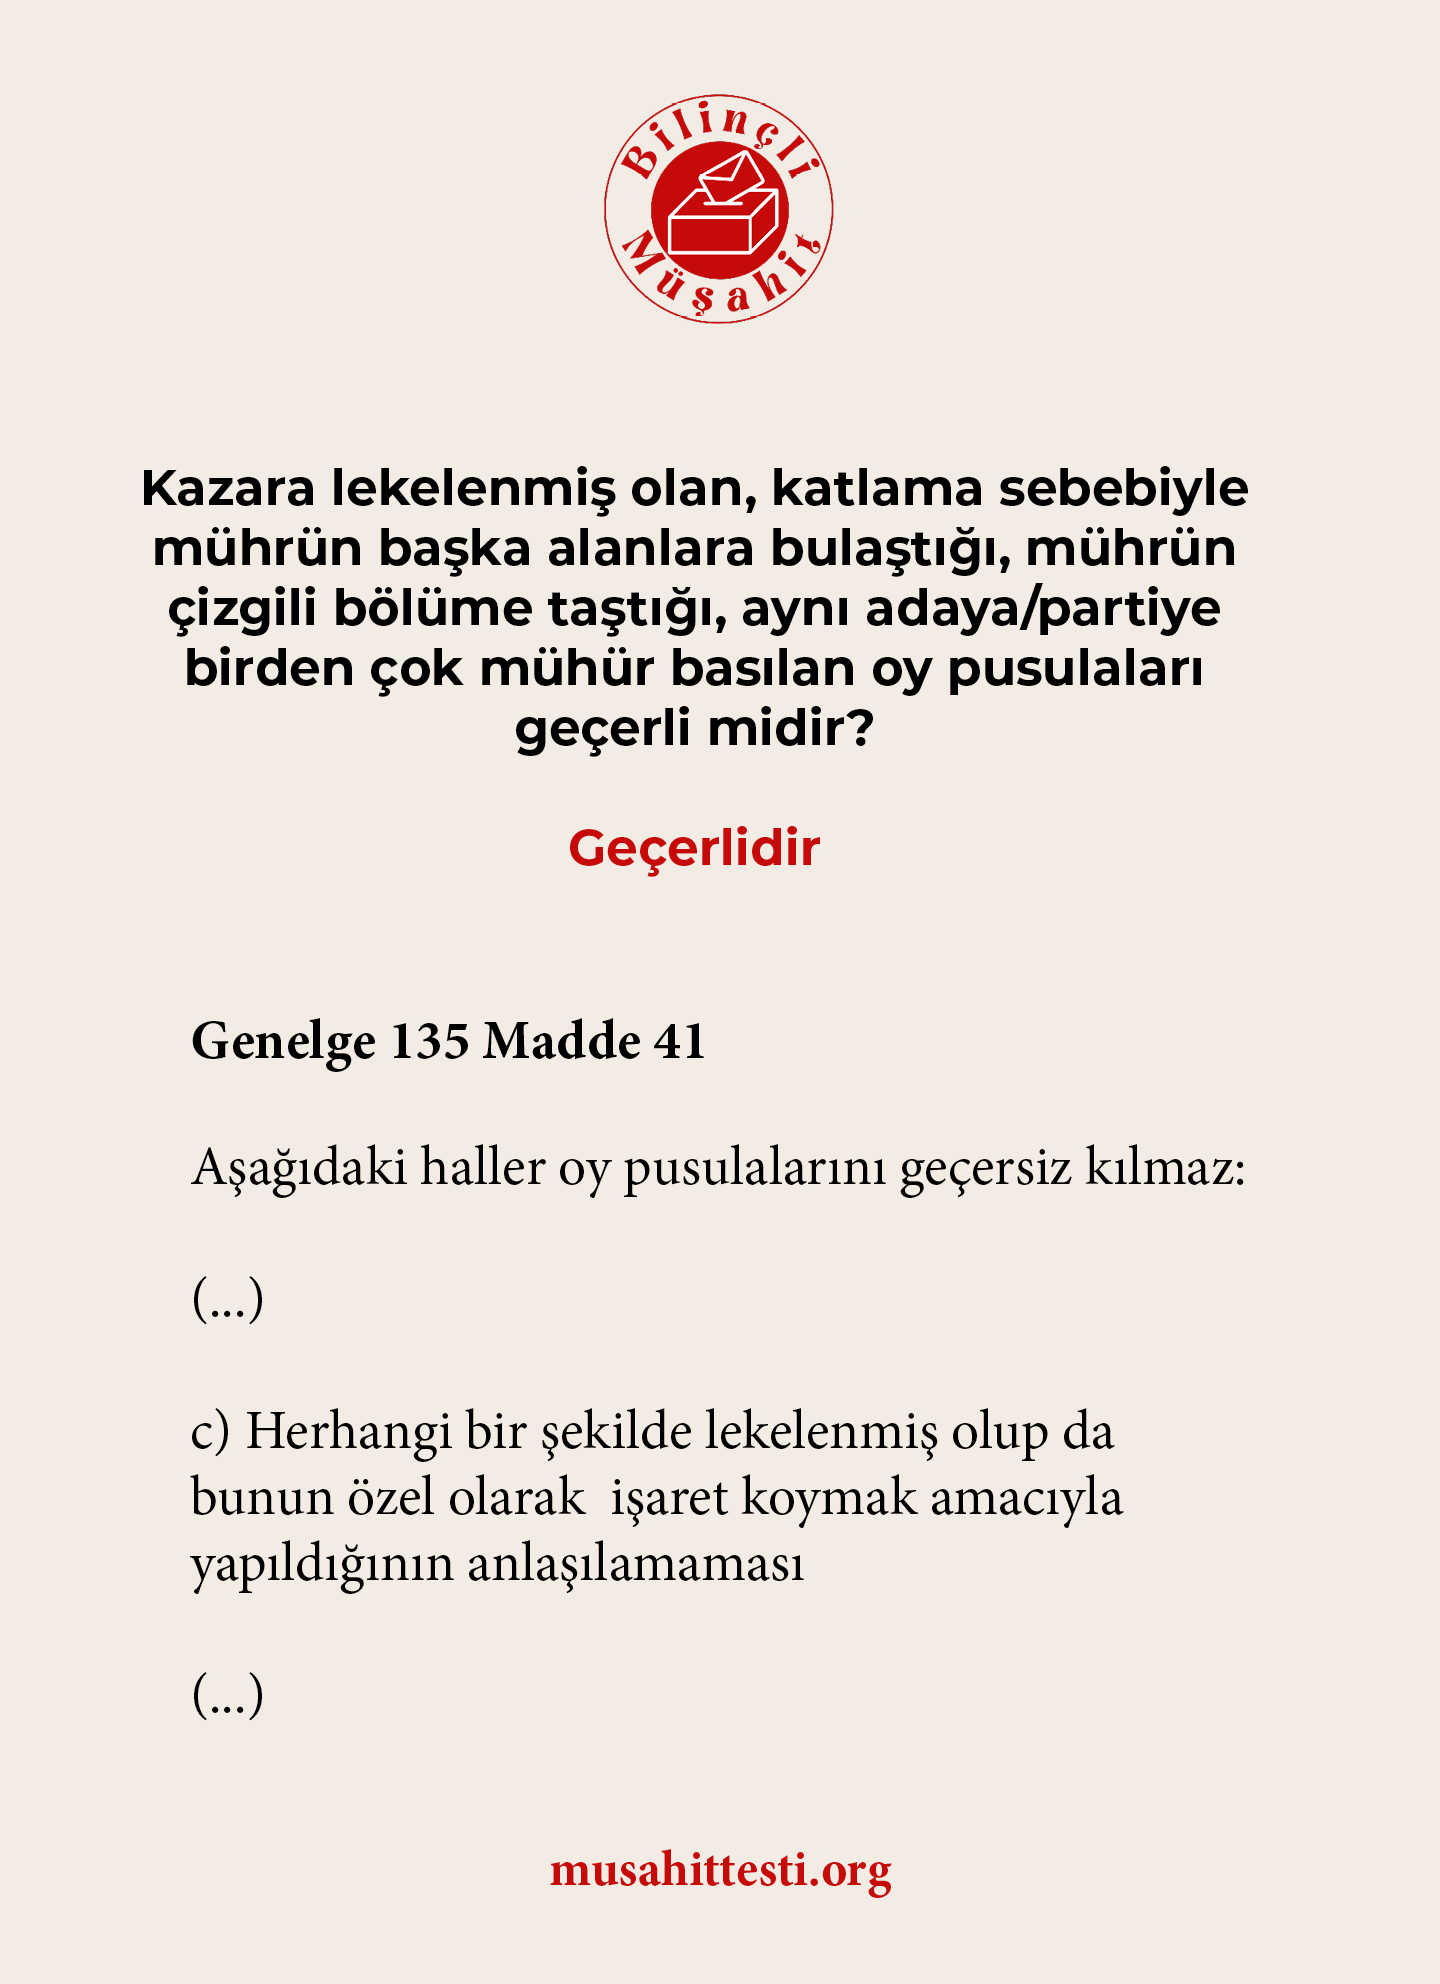 Bilinçli
Müşahit
Kazara lekelenmiş olan, katlama sebebiyle
mührün başka alanlara bulaştığı, mührün
çizgili bölüme taştığı, aynı adaya/partiye
birden çok mühür basılan oy pusulaları
geçerli midir?
Geçerlidir
Genelge 135 Madde 41
Aşağıdaki haller oy pusulalarını geçersiz kılmaz:
(...)
c) Herhangi bir şekilde lekelenmiş olup da
bunun özel olarak  işaret koymak amacıyla
yapıldığının anlaşılamaması
(...)
musahittesti.org